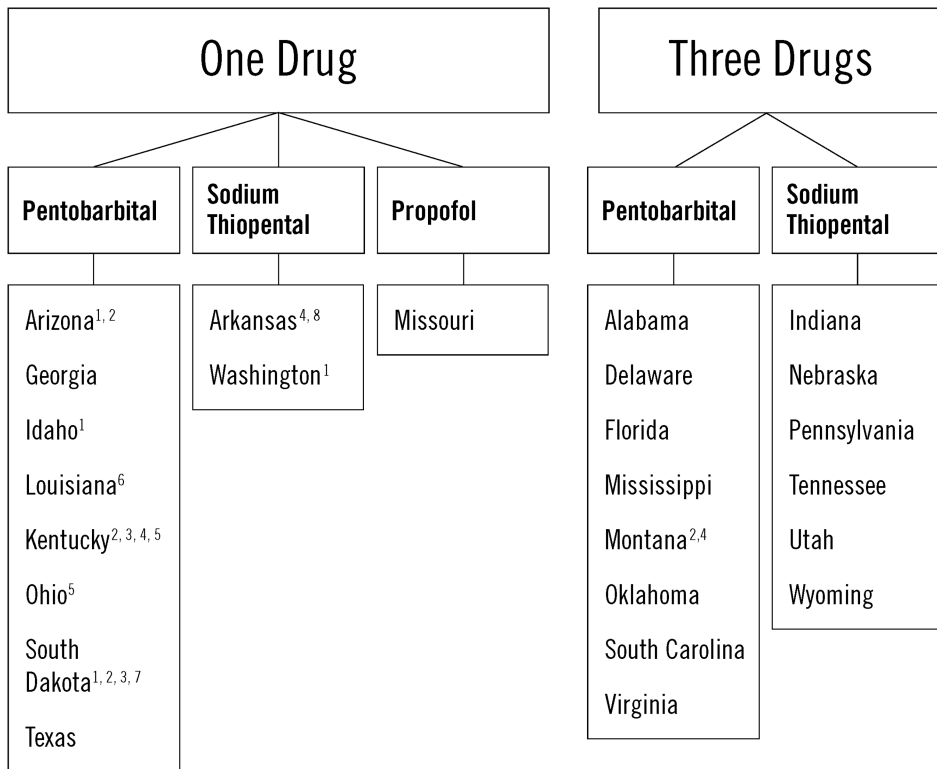 One Drug
Three Drugs
Pentobarbital
Sodium
Thiopental
Propofol
Pentobarbital
Sodium
Thiopental
Arizona1, 2
Georgia
Idaho1
Louisiana6
Kentucky2, 3, 4, 5
Ohio5
South
Dakota1, 2, 3, 7
Texas
Arkansas4, 8
Washington1
Missouri
Alabama
Delaware
Florida
Mississippi
Montana2,4
Oklahoma
South Carolina
Virginia
Indiana
Nebraska
Pennsylvania
Tennessee
Utah
Wyoming